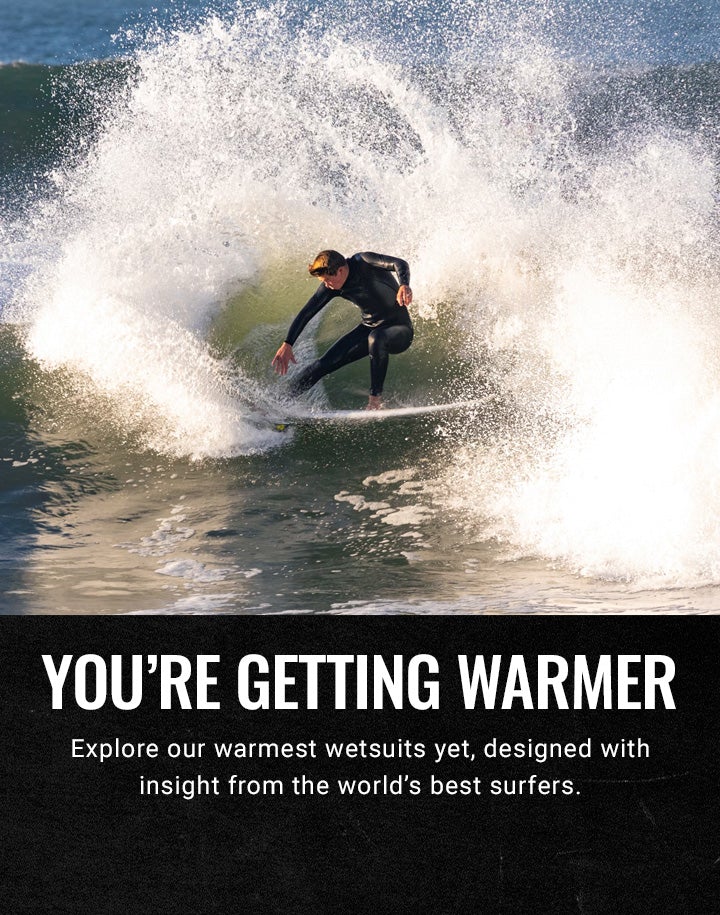 YOU’RE GETTING WARMER
Explore our warmest wetsuits yet, designed with
insight from the world’s best surfers.